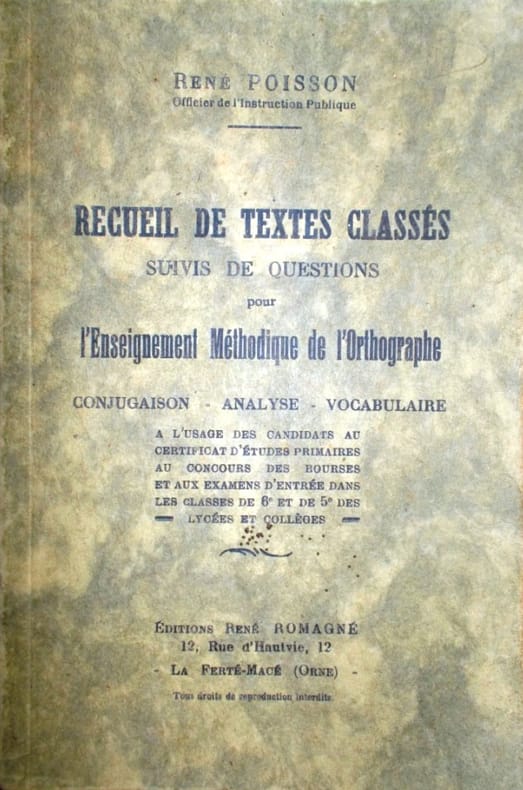 RENÉ POISSON
Officier de l'Instruction Publique
RECUEIL DE TEXTES CLASSÉS
SUIVIS DE QUESTIONS
pour
l'Enseignement Méthodique de l'Orthographe
CONJUGAISON - ANALYSE - VOCABULAIRE
A L'USAGE DES CANDIDATS AU
CERTIFICAT D'ÉTUDES PRIMAIRES
AU CONCOURS DES BOURSES
ET AUX EXAMENS D'ENTRÉE DANS
LES CLASSES DE 6e ET DE 5e DES
LYCÉES ET COLLÈGES
ÉDITIONS RENÉ ROMAGNÉ
12, Rue d'Hautvie, 12
- LA FERTÉ-MACÉ (ORNE) -
Tous droits de reproduction interdits.